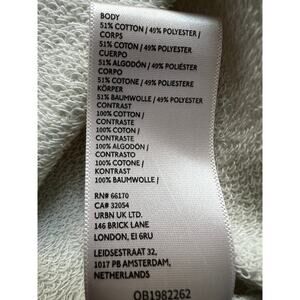 BODY
51% COTTON / 49% POLYESTER /
CORPS
51% COTON / 49% POLYESTER /
CUERPO
51% ALGODÓN / 49% POLIÉSTER
CORPO
51% COTONE / 49% POLIESTERE
KÖRPER
51% BAUMWOLLE / 49% POLYESTER
CONTRAST
100% COTTON /
CONTRASTE
100% COTON /
CONTRASTE
100% ALGODÓN /
CONTRASTO
100% COTONE /
KONTRAST
100% BAUMWOLLE /
RN# 66170
CA# 32054
URBN UK LTD.
146 BRICK LANE
LONDON, E1 6RU
LEIDSESTRAAT 32,
1017 PB AMSTERDAM,
NETHERLANDS
OB1982262